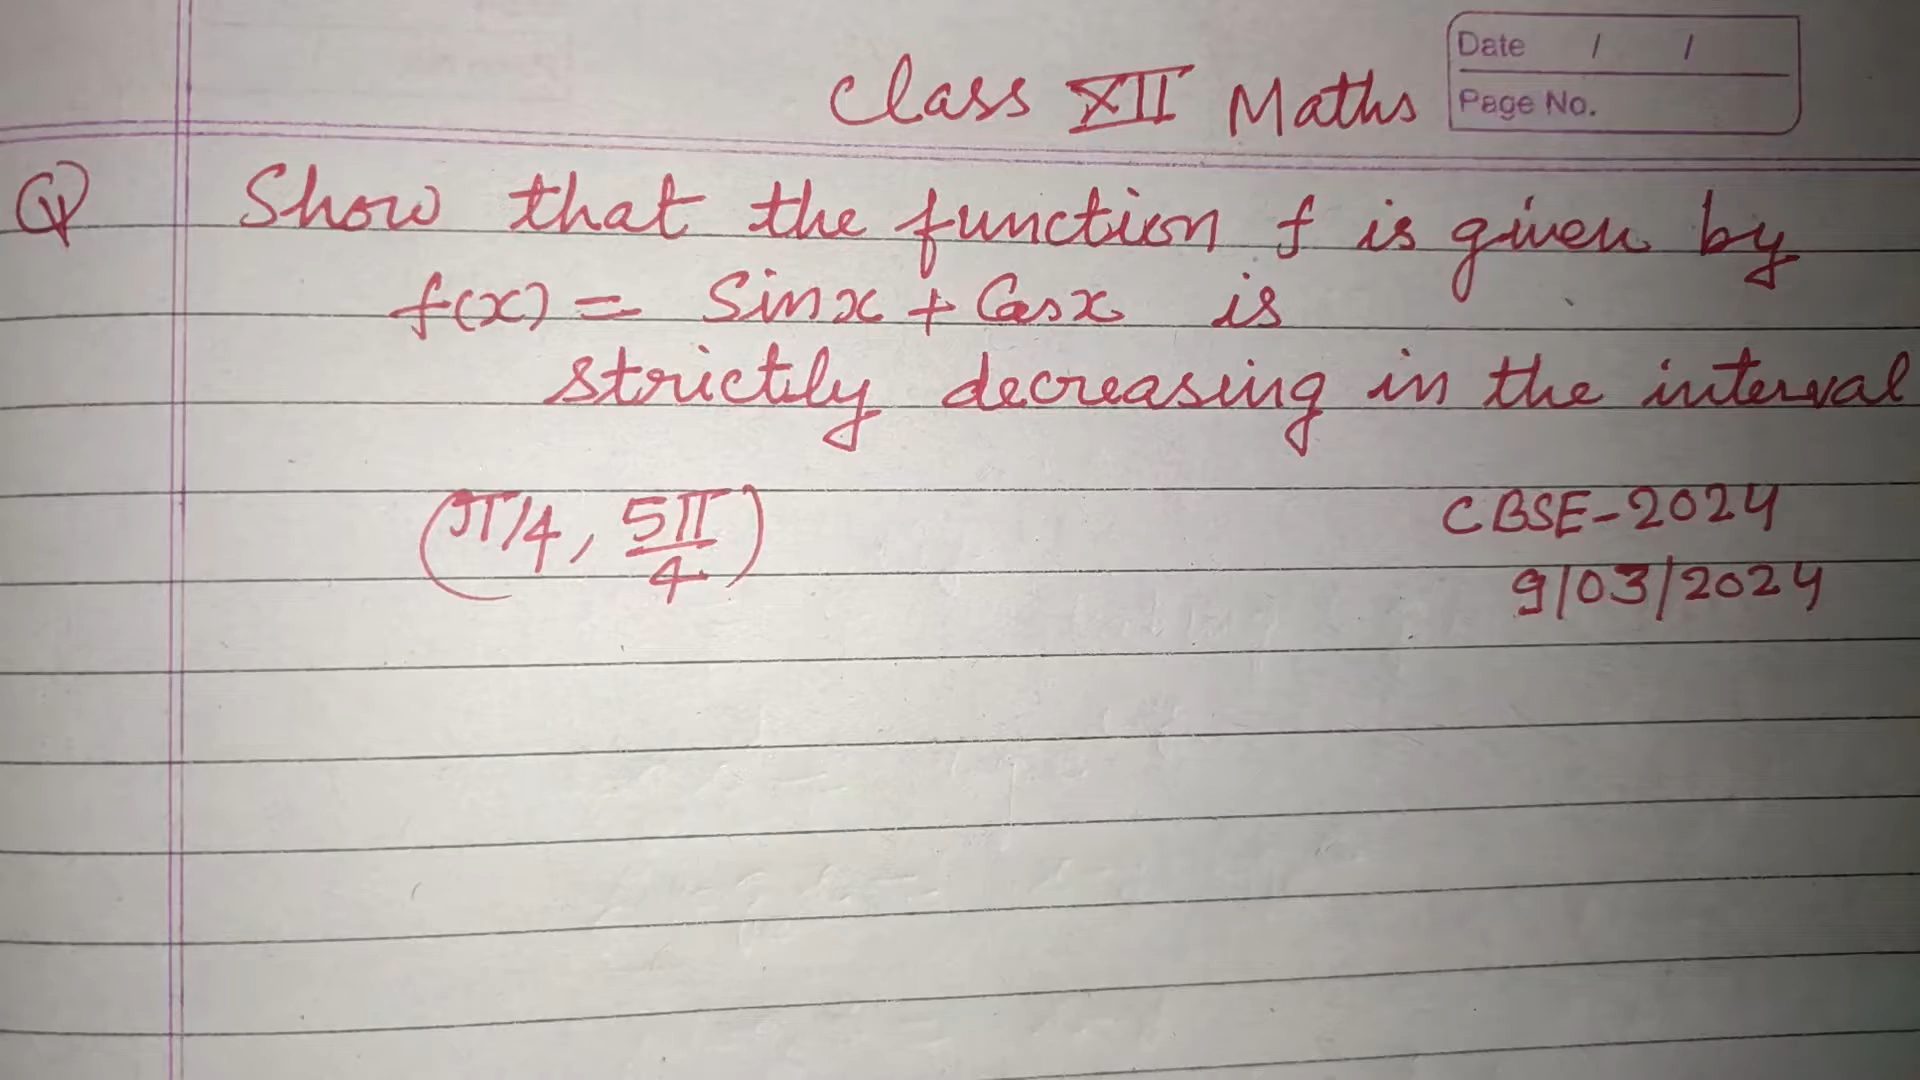 Class XII Maths
Date / /
Page No.
Q Show that the function f is given by
f(x) = Sinx + Cosx is
strictly decreasing in the interval
(π/4, 5π/4)
CBSE-2024
9/03/2024